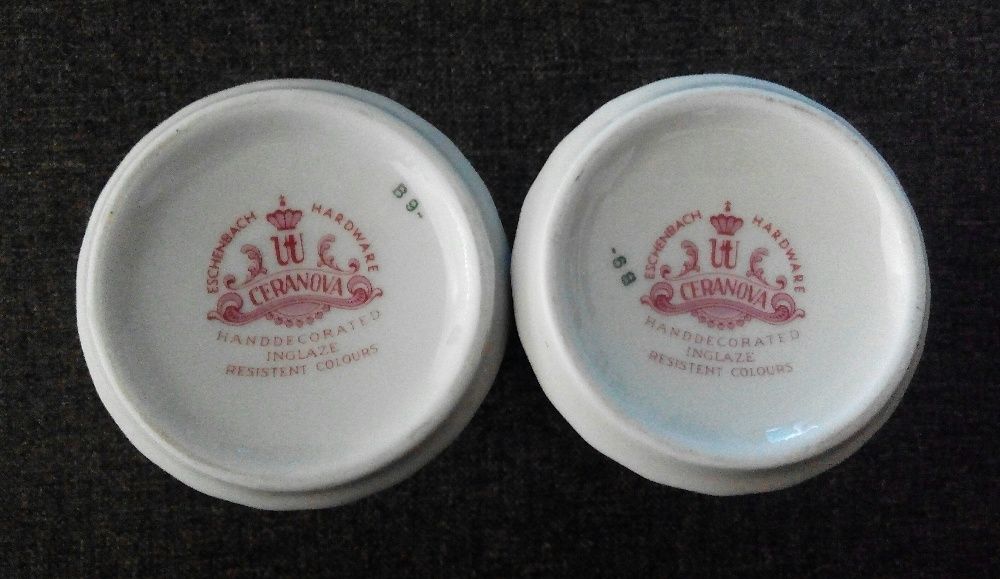 ESCHENBACH HARDWARE
CERANOVA
HANDDECORATED
INGLAZE
RESISTENT COLOURS
B9-
ESCHENBACH HARDWARE
CERANOVA
HANDDECORATED
INGLAZE
RESISTENT COLOURS
B9-